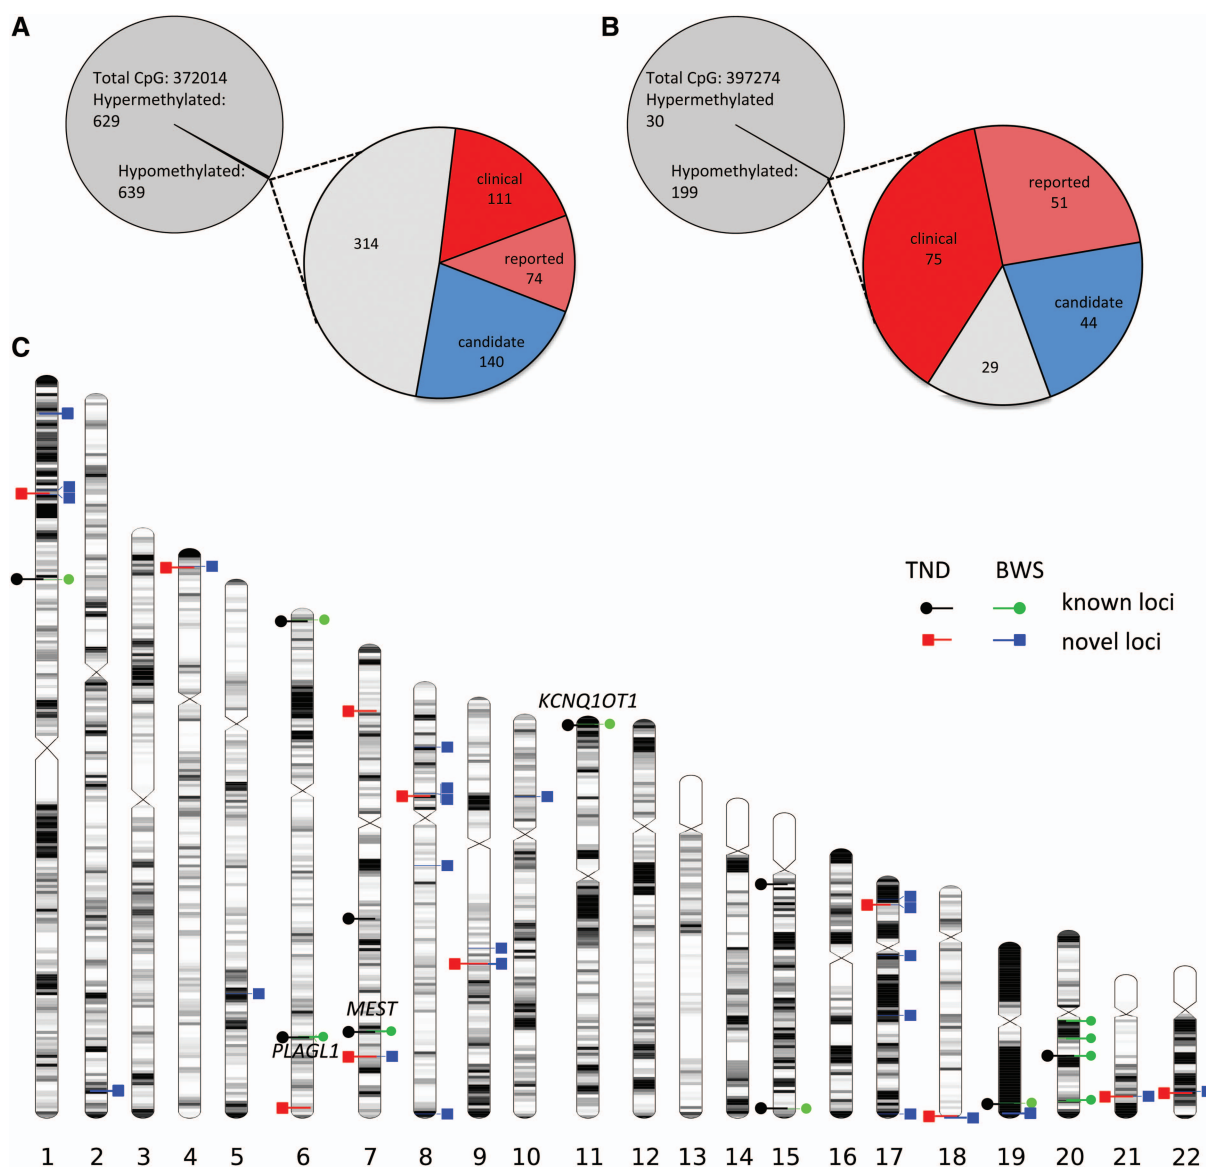 A
Total CpG: 372014
Hypermethylated:
629
Hypomethylated:
639
314
clinical
111
reported
74
candidate
140
B
Total CpG: 397274
Hypermethylated
30
Hypomethylated:
199
clinical
75
reported
51
candidate
44
29
C
TND BWS
known loci
novel loci
KCNQ1OT1
MEST
PLAGL1
1 2 3 4 5 6 7 8 9 10 11 12 13 14 15 16 17 18 19 20 21 22